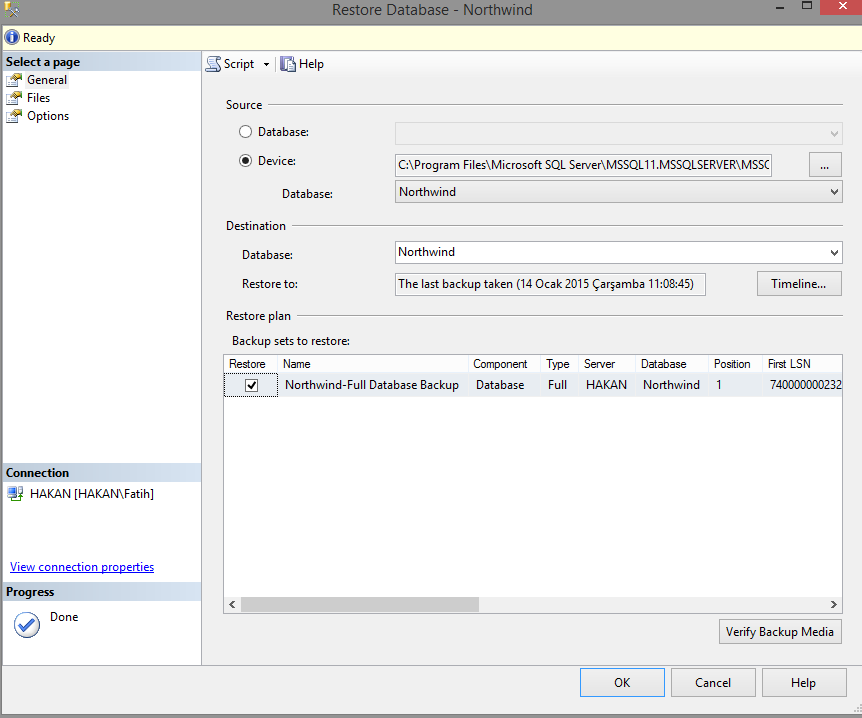 Restore Database - Northwind
Ready
Select a page
General
Files
Options
Script
Help
Source
Database:
Device:
C:\Program Files\Microsoft SQL Server\MSSQL11.MSSQLSERVER\MSSQ
...
Database:
Northwind
Destination
Database:
Northwind
Restore to:
The last backup taken (14 Ocak 2015 Çarşamba 11:08:45)
Timeline...
Restore plan
Backup sets to restore:
Restore Name Component Type Server Database Position First LSN
Northwind-Full Database Backup Database Full HAKAN Northwind 1 740000000232
Connection
HAKAN [HAKAN\Fatih]
View connection properties
Progress
Done
Verify Backup Media
OK
Cancel
Help